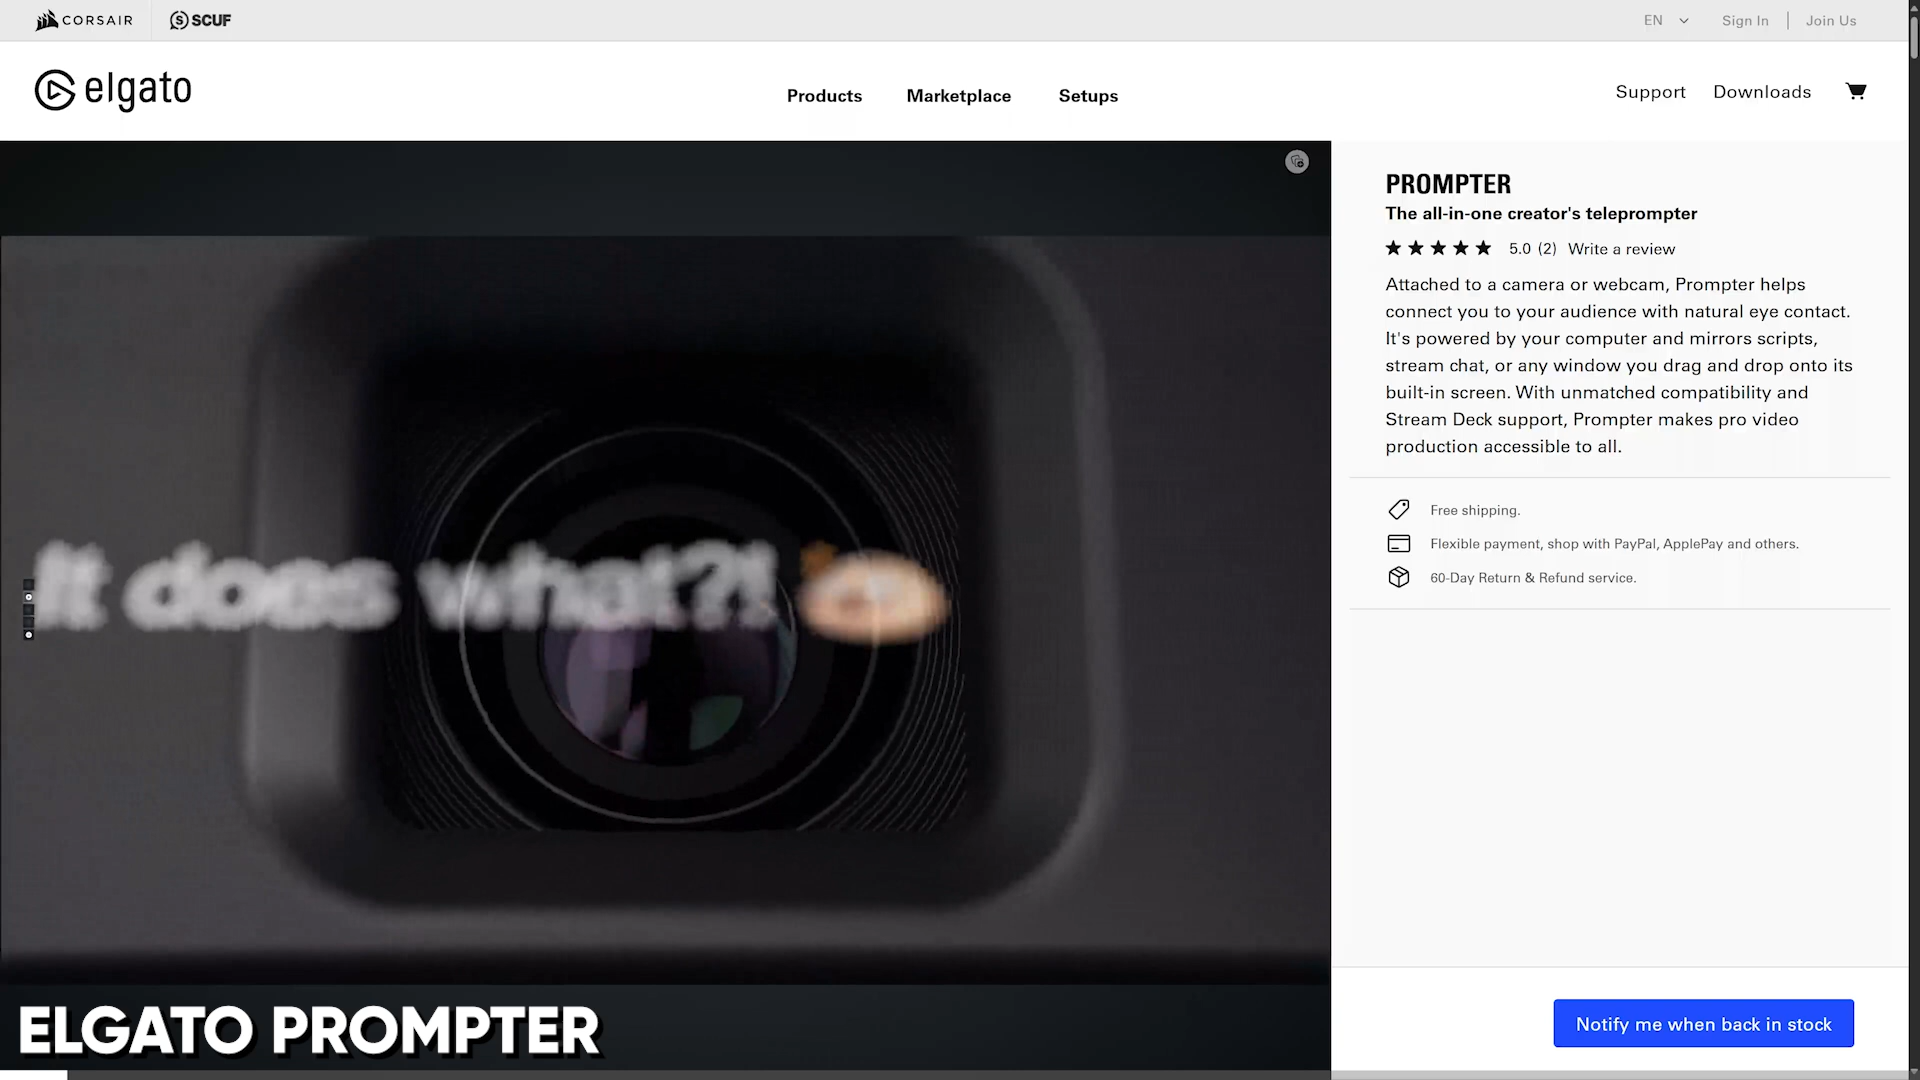 CORSAIR
SCUF
EN
Sign In
Join Us
elgato
Products
Marketplace
Setups
Support
Downloads
PROMPTER
The all-in-one creator's teleprompter
5.0 (2) Write a review
Attached to a camera or webcam, Prompter helps
connect you to your audience with natural eye contact.
It's powered by your computer and mirrors scripts,
stream chat, or any window you drag and drop onto its
built-in screen. With unmatched compatibility and
Stream Deck support, Prompter makes pro video
production accessible to all.
Free shipping.
Flexible payment, shop with PayPal, ApplePay and others.
60-Day Return & Refund service.
It does what?!
ELGATO PROMPTER
Notify me when back in stock